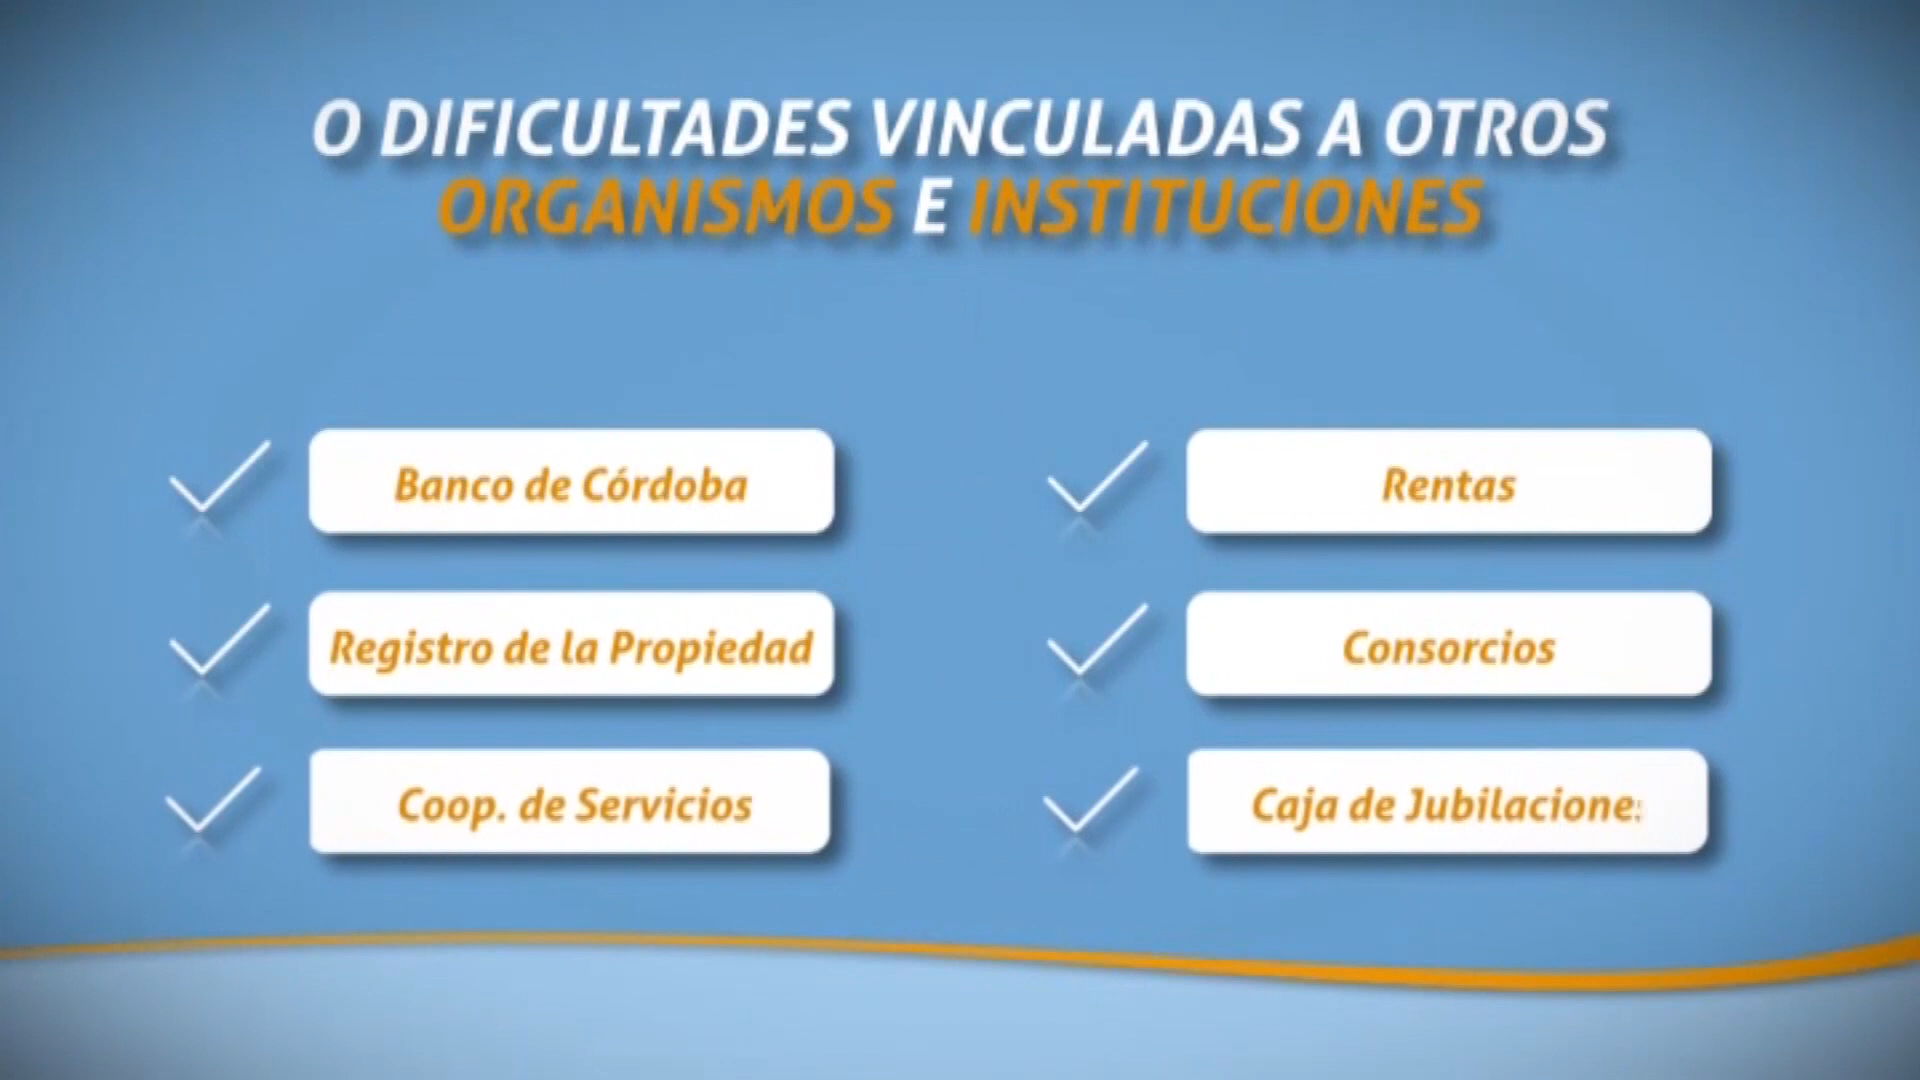 O DIFICULTADES VINCULADAS A OTROS
ORGANISMOS E INSTITUCIONES
Banco de Córdoba
Rentas
Registro de la Propiedad
Consorcios
Coop. de Servicios
Caja de Jubilaciones